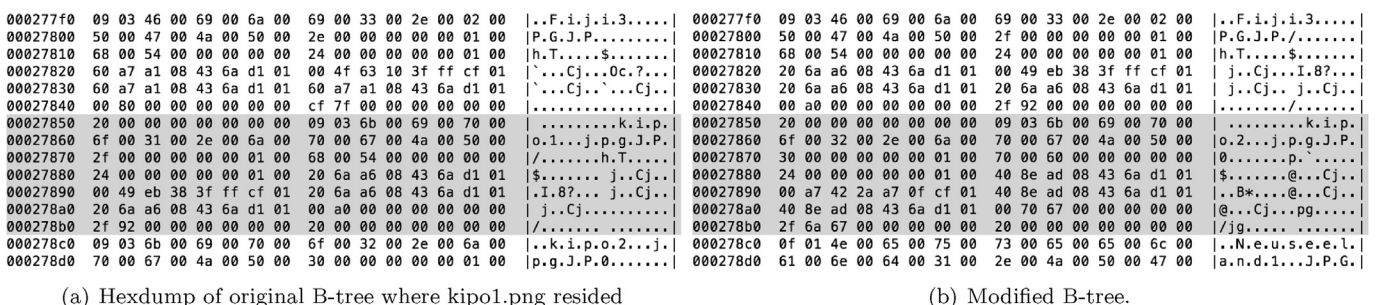 000277f0 09 03 46 00 69 00 6a 00 69 00 33 00 2e 00 02 00 |..F.i.j.i.3.....|
00027800 50 00 47 00 4a 00 50 00 2e 00 00 00 00 00 01 00 |P.G.J.P.........|
00027810 68 00 54 00 00 00 00 00 24 00 00 00 00 00 01 00 |h.T.....$.......|
00027820 60 a7 a1 08 43 6a d1 01 00 4f 63 10 3f ff cf 01 |`...Cj...Oc.?...|
00027830 60 a7 a1 08 43 6a d1 01 60 a7 a1 08 43 6a d1 01 |`...Cj..`...Cj..|
00027840 00 80 00 00 00 00 00 00 cf 7f 00 00 00 00 00 00 |................|
00027850 20 00 00 00 00 00 00 00 09 03 6b 00 69 00 70 00 | .........k.i.p.|
00027860 6f 00 31 00 2e 00 6a 00 70 00 67 00 4a 00 50 00 |o.1...j.p.g.J.P.|
00027870 2f 00 00 00 00 00 01 00 68 00 54 00 00 00 00 00 |/.......h.T.....|
00027880 24 00 00 00 00 00 01 00 20 6a a6 08 43 6a d1 01 |$....... j..Cj..|
00027890 00 49 eb 38 3f ff cf 01 20 6a a6 08 43 6a d1 01 |.I.8?... j..Cj..|
000278a0 20 6a a6 08 43 6a d1 01 00 a0 00 00 00 00 00 00 | j..Cj..........|
000278b0 2f 92 00 00 00 00 00 00 20 00 00 00 00 00 00 00 |/....... .......|
000278c0 09 03 6b 00 69 00 70 00 6f 00 32 00 2e 00 6a 00 |..k.i.p.o.2...j.|
000278d0 70 00 67 00 4a 00 50 00 30 00 00 00 00 00 01 00 |p.g.J.P.0.......|
(a) Hexdump of original B-tree where kipo1.png resided
000277f0 09 03 46 00 69 00 6a 00 69 00 33 00 2e 00 02 00 |..F.i.j.i.3.....|
00027800 50 00 47 00 4a 00 50 00 2f 00 00 00 00 00 01 00 |P.G.J.P./.......|
00027810 68 00 54 00 00 00 00 00 24 00 00 00 00 00 01 00 |h.T.....$.......|
00027820 20 6a a6 08 43 6a d1 01 00 49 eb 38 3f ff cf 01 | j..Cj...I.8?...|
00027830 20 6a a6 08 43 6a d1 01 20 6a a6 08 43 6a d1 01 | j..Cj.. j..Cj..|
00027840 00 a0 00 00 00 00 00 00 2f 92 00 00 00 00 00 00 |......../.......|
00027850 20 00 00 00 00 00 00 00 09 03 6b 00 69 00 70 00 | .........k.i.p.|
00027860 6f 00 32 00 2e 00 6a 00 70 00 67 00 4a 00 50 00 |o.2...j.p.g.J.P.|
00027870 30 00 00 00 00 00 01 00 70 00 60 00 00 00 00 00 |0.......p.`.....|
00027880 24 00 00 00 00 00 01 00 40 8e ad 08 43 6a d1 01 |$.......@...Cj..|
00027890 00 a7 42 2a a7 0f cf 01 40 8e ad 08 43 6a d1 01 |..B*....@...Cj..|
000278a0 40 8e ad 08 43 6a d1 01 00 70 67 00 00 00 00 00 |@...Cj...pg.....|
000278b0 2f 6a 67 00 00 00 00 00 20 00 00 00 00 00 00 00 |/jg..... .......|
000278c0 0f 01 4e 00 65 00 75 00 73 00 65 00 65 00 6c 00 |..N.e.u.s.e.e.l.|
000278d0 61 00 6e 00 64 00 31 00 2e 00 4a 00 50 00 47 00 |a.n.d.1...J.P.G.|
(b) Modified B-tree.